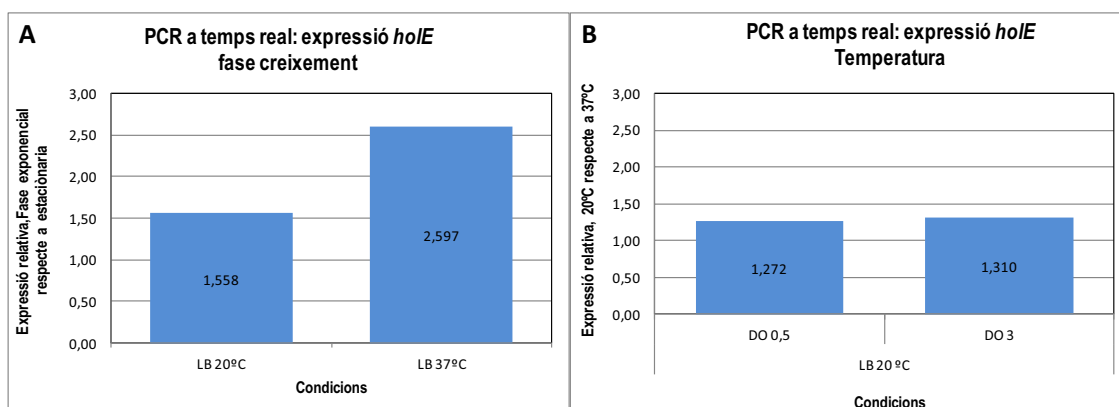 A
PCR a temps real: expressió holE
fase creixement
Expressió relativa,Fase exponencial
respecte a estaciònaria
3,00
2,50
2,00
1,50
1,00
0,50
0,00
1,558
2,597
LB 20ºC
LB 37ºC
Condicions
B
PCR a temps real: expressió holE
Temperatura
Expressió relativa, 20ºC respecte a 37ºC
3,00
2,50
2,00
1,50
1,00
0,50
0,00
1,272
1,310
DO 0,5
DO 3
LB 20 ºC
Condicions